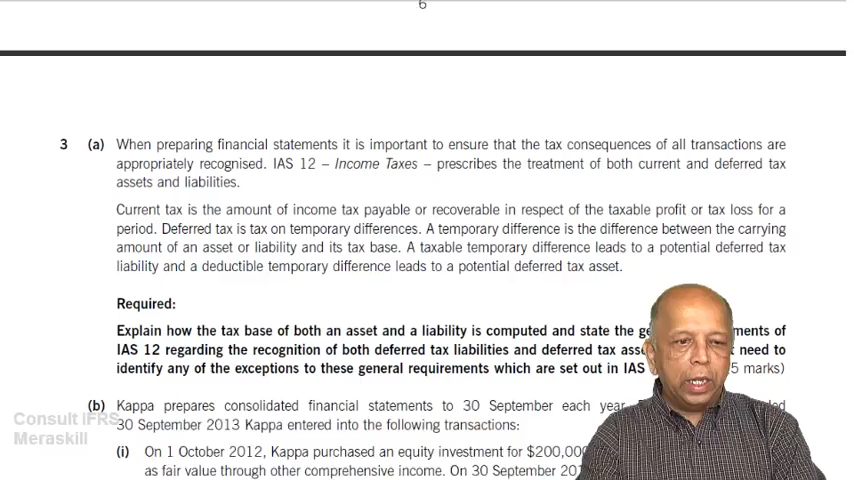 6
3 (a) When preparing financial statements it is important to ensure that the tax consequences of all transactions are
appropriately recognised. IAS 12 – Income Taxes – prescribes the treatment of both current and deferred tax
assets and liabilities.
Current tax is the amount of income tax payable or recoverable in respect of the taxable profit or tax loss for a
period. Deferred tax is tax on temporary differences. A temporary difference is the difference between the carrying
amount of an asset or liability and its tax base. A taxable temporary difference leads to a potential deferred tax
liability and a deductible temporary difference leads to a potential deferred tax asset.
Required:
Explain how the tax base of both an asset and a liability is computed and state the ments of
IAS 12 regarding the recognition of both deferred tax liabilities and deferred tax need to
identify any of the exceptions to these general requirements which are set out in IAS 5 marks)
(b) Kappa prepares consolidated financial statements to 30 September each year.
30 September 2013 Kappa entered into the following transactions:
Consult IFRS
Meraskill
(i) On 1 October 2012, Kappa purchased an equity investment for $200,000
as fair value through other comprehensive income. On 30 September